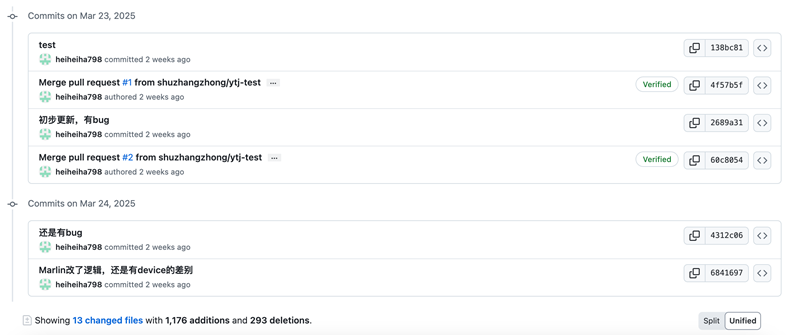 Commits on Mar 23, 2025
test
heiheiha798 committed 2 weeks ago
138bc81
Merge pull request #1 from shuzhangzhong/ytj-test ...
heiheiha798 authored 2 weeks ago
Verified
4f57b5f
初步更新，有bug
heiheiha798 committed 2 weeks ago
2689a31
Merge pull request #2 from shuzhangzhong/ytj-test ...
heiheiha798 authored 2 weeks ago
Verified
60c8054
Commits on Mar 24, 2025
还是有bug
heiheiha798 committed 2 weeks ago
4312c06
Marlin改了逻辑，还是有device的差别
heiheiha798 committed 2 weeks ago
6841697
Showing 13 changed files with 1,176 additions and 293 deletions.
Split Unified